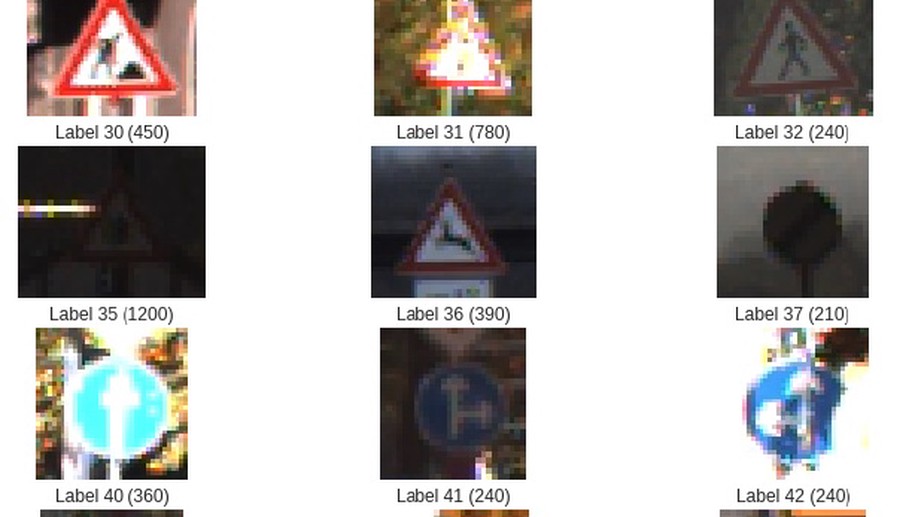 Label 30 (450)
Label 31 (780)
Label 32 (240)
Label 35 (1200)
Label 36 (390)
Label 37 (210)
Label 40 (360)
Label 41 (240)
Label 42 (240)